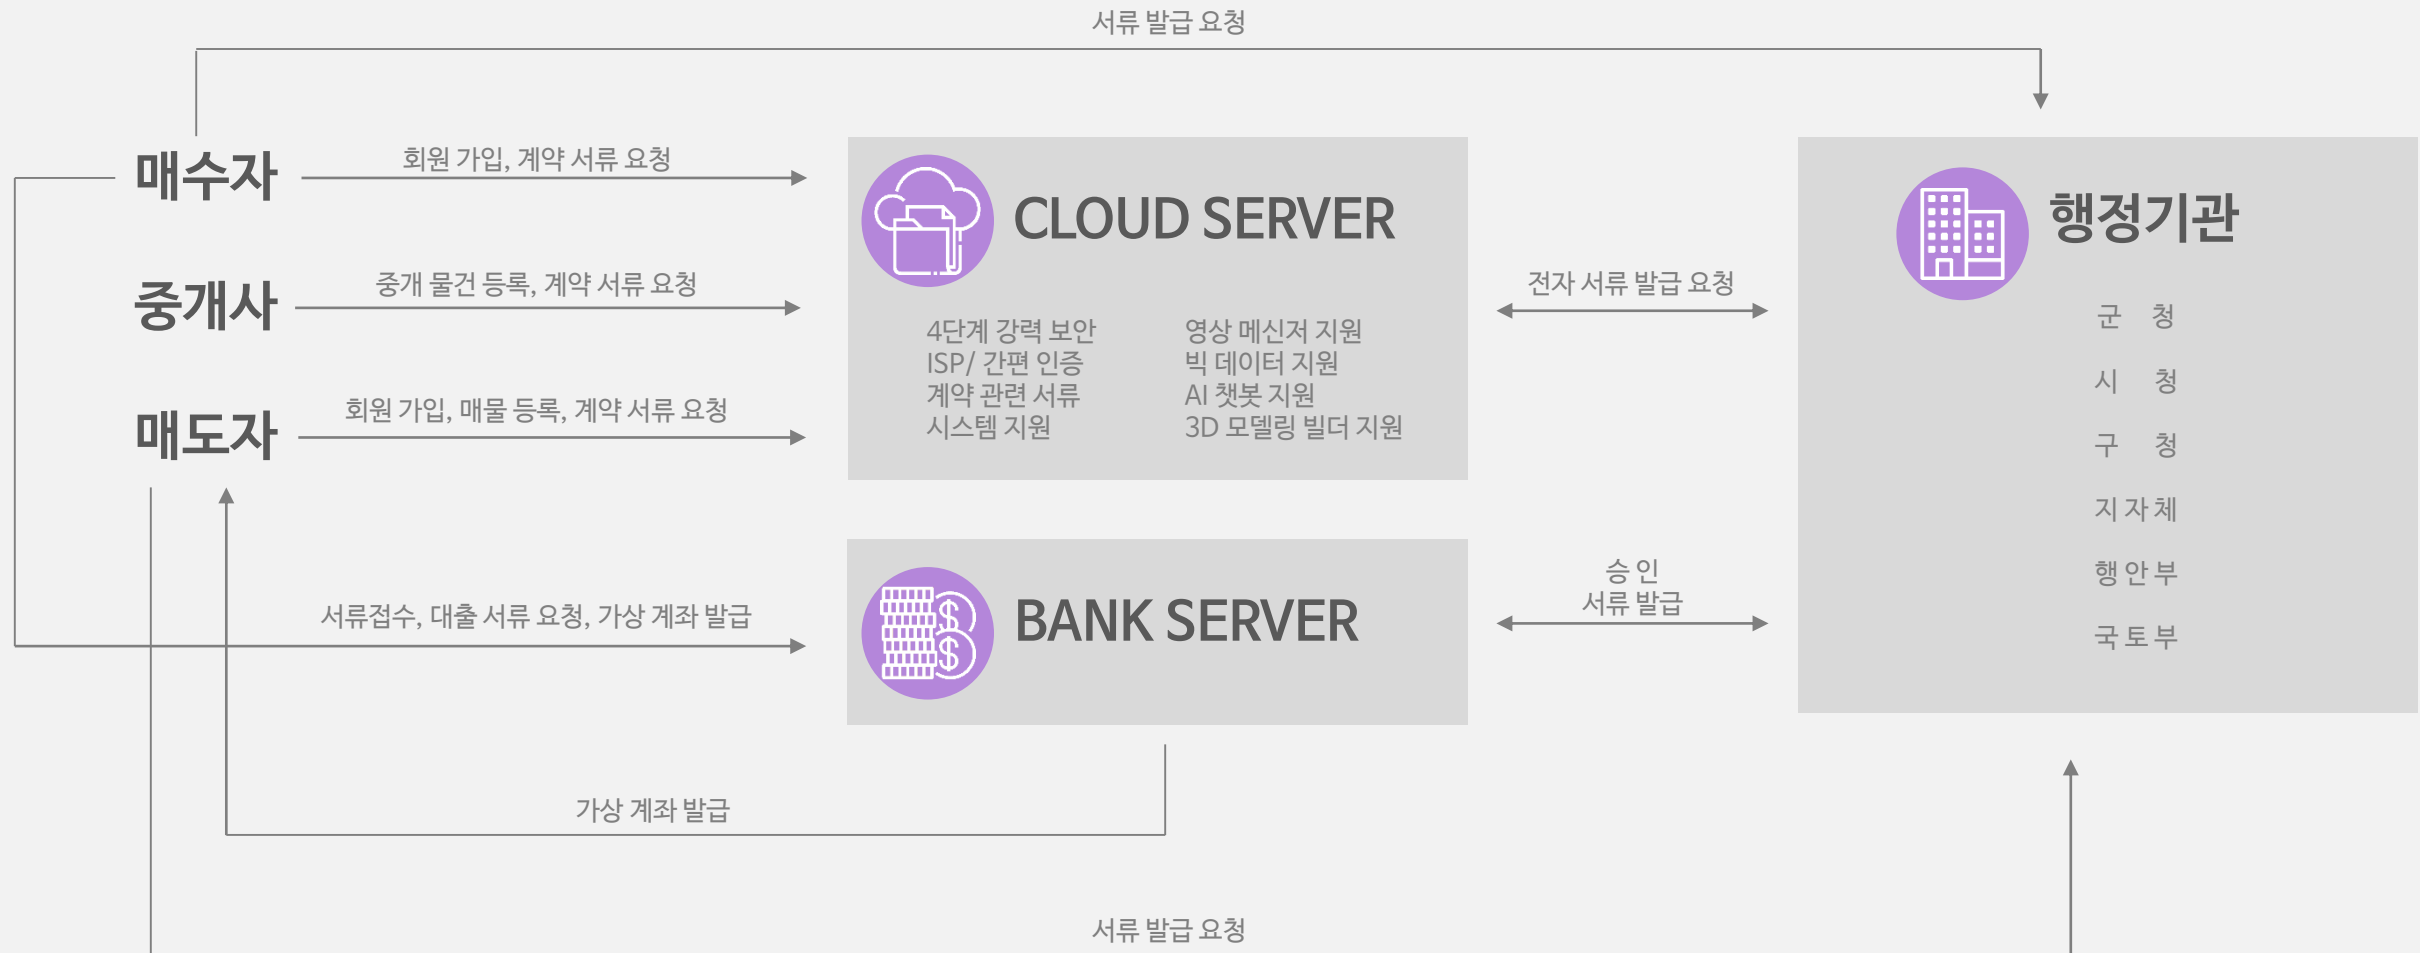 서류 발급 요청
매수자
회원 가입, 계약 서류 요청
중개사
중개 물건 등록, 계약 서류 요청
매도자
회원 가입, 매물 등록, 계약 서류 요청
CLOUD SERVER
4단계 강력 보안
ISP/ 간편 인증
계약 관련 서류
시스템 지원
영상 메신저 지원
빅 데이터 지원
AI 챗봇 지원
3D 모델링 빌더 지원
전자 서류 발급 요청
행정기관
군 청
시 청
구 청
지 자 체
행 안 부
국 토 부
서류접수, 대출 서류 요청, 가상 계좌 발급
BANK SERVER
승 인
서류 발급
가상 계좌 발급
서류 발급 요청